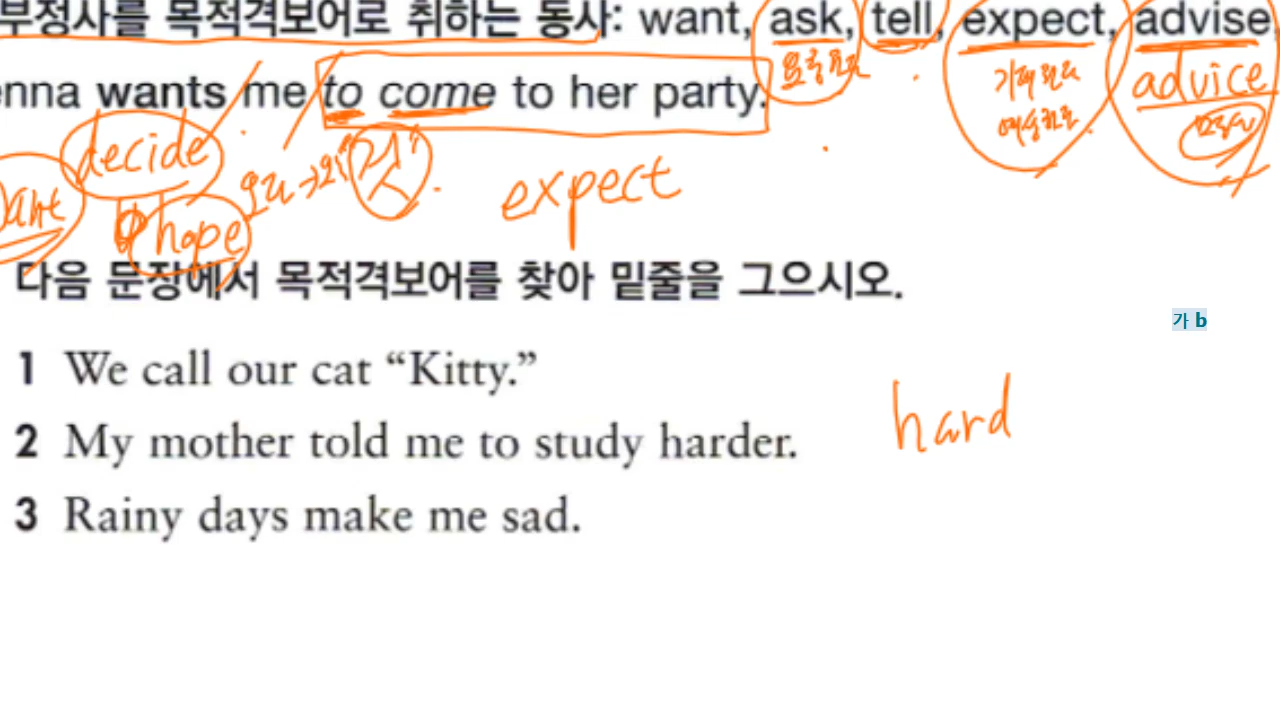 부정사를 목적격보어로 취하는 동사: want, ask, tell, expect, advise,
enna wants me to come to her party.
advice
decide
hope
expect
다음 문장에서 목적격보어를 찾아 밑줄을 그으시오.
가 b
1 We call our cat “Kitty.”
hard
2 My mother told me to study harder.
3 Rainy days make me sad.